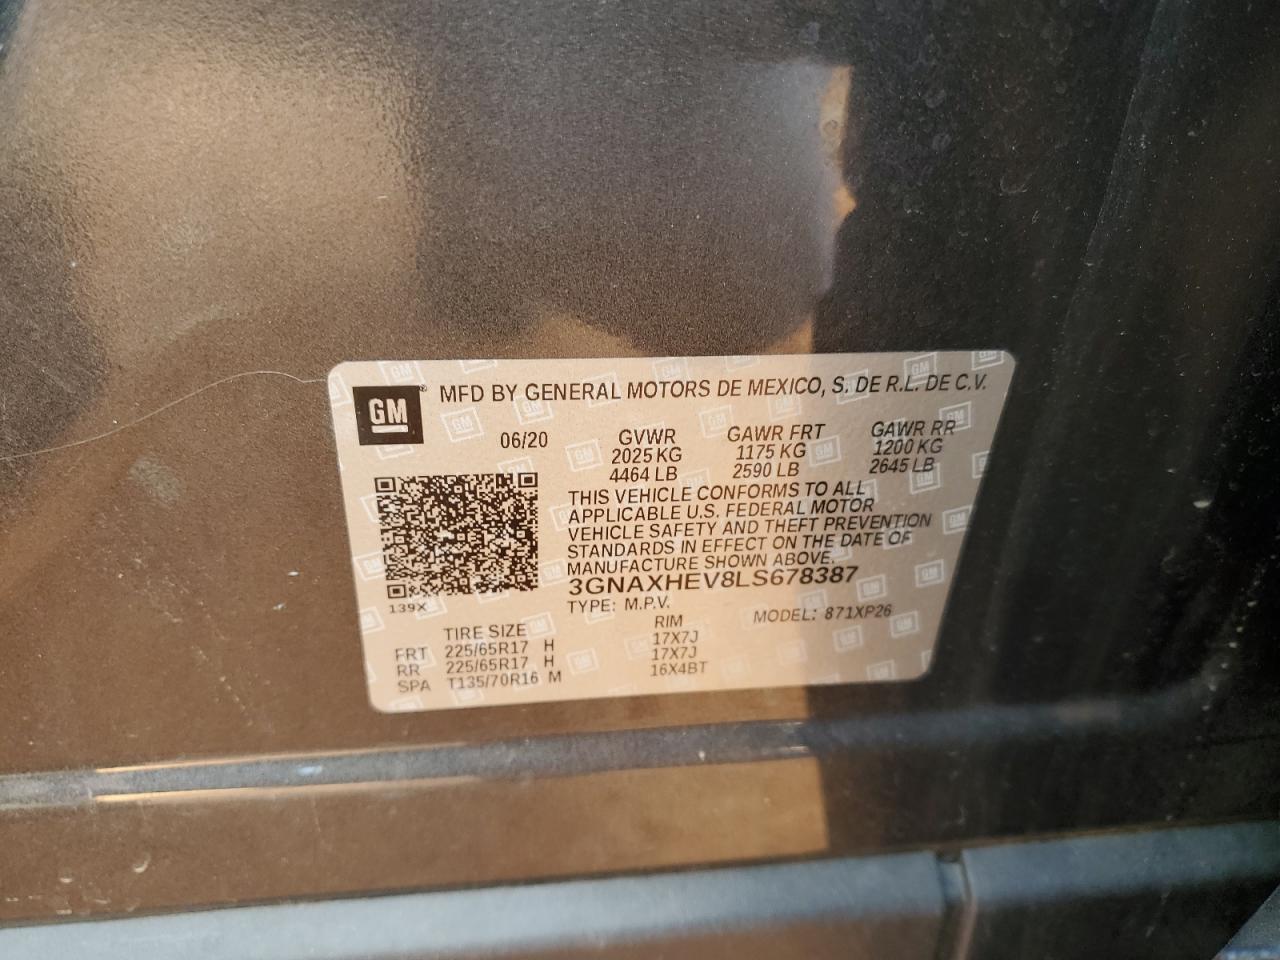 GM
MFD BY GENERAL MOTORS DE MEXICO, S. DE R.L. DE C.V.
06/20
GVWR GAWR FRT GAWR RR
2025 KG 1175 KG 1200 KG
4464 LB 2590 LB 2645 LB
THIS VEHICLE CONFORMS TO ALL
APPLICABLE U.S. FEDERAL MOTOR
VEHICLE SAFETY AND THEFT PREVENTION
STANDARDS IN EFFECT ON THE DATE OF
MANUFACTURE SHOWN ABOVE.
3GNAXHEV8LS678387
139X
TYPE: M.P.V. MODEL: 871XP26
TIRE SIZE RIM
FRT 225/65R17 H 17X7J
RR 225/65R17 H 17X7J
SPA T135/70R16 M 16X4BT